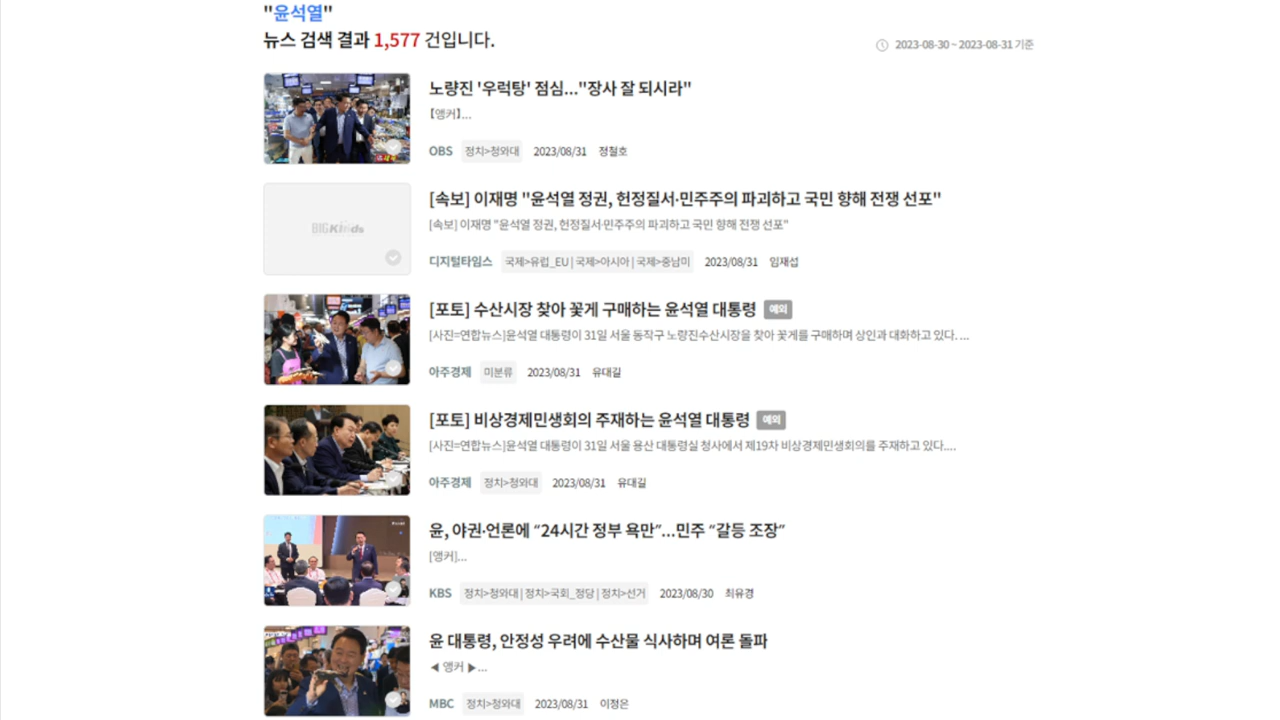 "윤석열"
뉴스 검색 결과 1,577 건입니다.
2023-08-30 ~ 2023-08-31 기준
노량진 '우럭탕' 점심..."장사 잘 되시라"
【앵커】...
OBS 정치>청와대 2023/08/31 정철호
[속보] 이재명 "윤석열 정권, 헌정질서·민주주의 파괴하고 국민 향해 전쟁 선포"
[속보] 이재명 "윤석열 정권, 헌정질서·민주주의 파괴하고 국민 향해 전쟁 선포"
BIGKinds
디지털타임스 국제>유럽_EU | 국제>아시아 | 국제>중남미 2023/08/31 임재섭
[포토] 수산시장 찾아 꽃게 구매하는 윤석열 대통령 예외
[사진=연합뉴스]윤석열 대통령이 31일 서울 동작구 노량진수산시장을 찾아 꽃게를 구매하며 상인과 대화하고 있다. ...
아주경제 미분류 2023/08/31 유대길
[포토] 비상경제민생회의 주재하는 윤석열 대통령 예외
[사진=연합뉴스]윤석열 대통령이 31일 서울 용산 대통령실 청사에서 제19차 비상경제민생회의를 주재하고 있다....
아주경제 정치>청와대 2023/08/31 유대길
윤, 야권·언론에 “24시간 정부 욕만”...민주 “갈등 조장”
[앵커]...
KBS 정치>청와대 | 정치>국회_정당 | 정치>선거 2023/08/30 최유경
윤 대통령, 안정성 우려에 수산물 식사하며 여론 돌파
◀ 앵커 ▶...
MBC 정치>청와대 2023/08/31 이정은